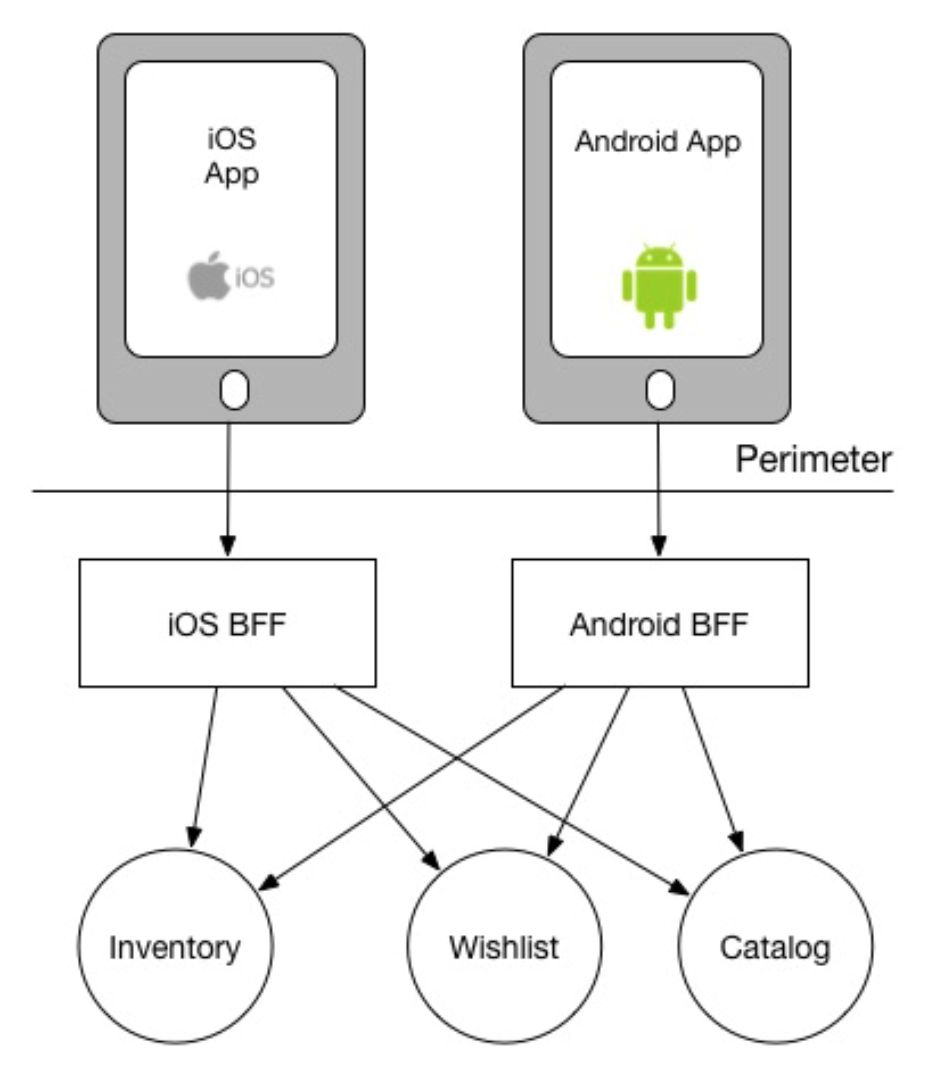 iOS
App
iOS
Android App
Perimeter
iOS BFF
Android BFF
Inventory
Wishlist
Catalog